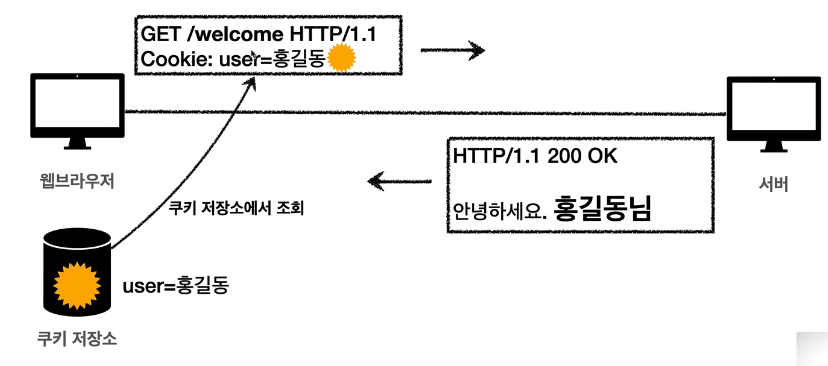 GET /welcome HTTP/1.1
Cookie: user=홍길동
웹브라우저
서버
HTTP/1.1 200 OK
안녕하세요. 홍길동님
쿠키 저장소에서 조회
user=홍길동
쿠키 저장소